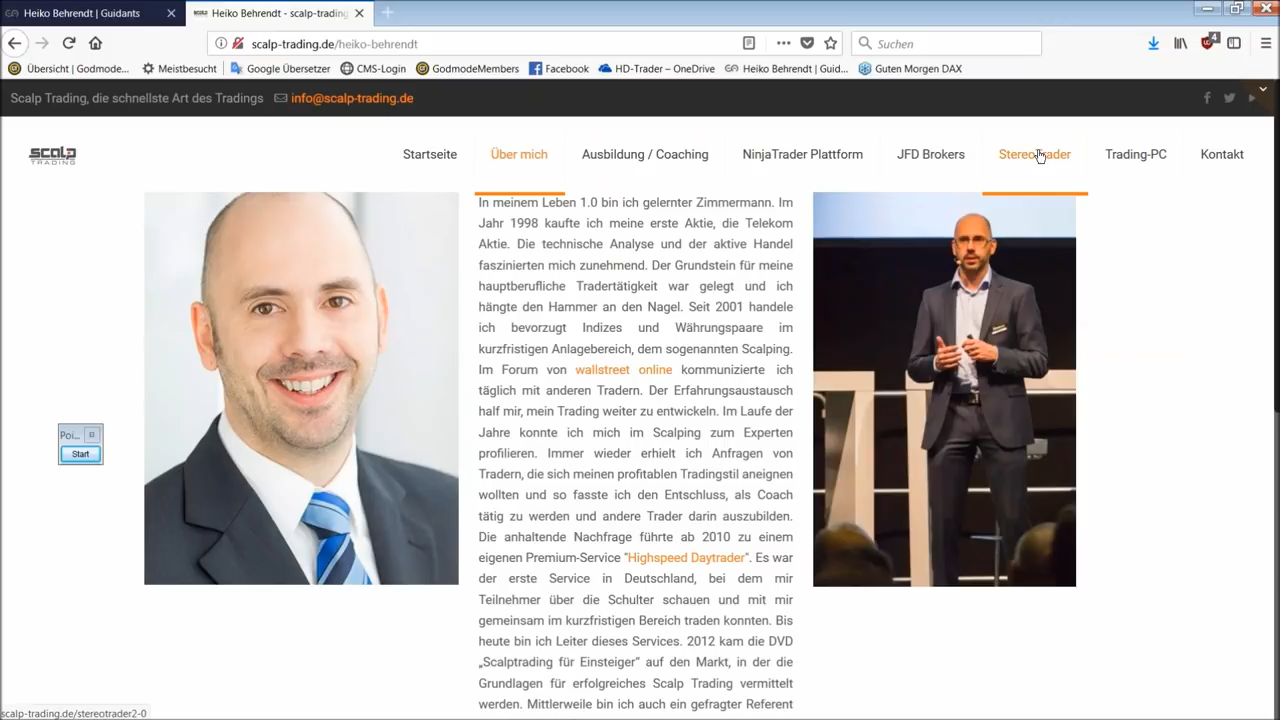 Heiko Behrendt | Guidants
Heiko Behrendt - scalp-trading
scalp-trading.de/heiko-behrendt
Suchen
4
Übersicht | Godmode...
Meistbesucht
Google Übersetzer
CMS-Login
GodmodeMembers
Facebook
HD-Trader – OneDrive
Heiko Behrendt | Guid...
Guten Morgen DAX
Scalp Trading, die schnellste Art des Tradings
info@scalp-trading.de
scalp
TRADING
Startseite
Über mich
Ausbildung / Coaching
NinjaTrader Plattform
JFD Brokers
Stereotrader
Trading-PC
Kontakt
In meinem Leben 1.0 bin ich gelernter Zimmermann. Im
Jahr 1998 kaufte ich meine erste Aktie, die Telekom
Aktie. Die technische Analyse und der aktive Handel
faszinierten mich zunehmend. Der Grundstein für meine
hauptberufliche Tradertätigkeit war gelegt und ich
hängte den Hammer an den Nagel. Seit 2001 handele
ich bevorzugt Indizes und Währungspaare im
kurzfristigen Anlagebereich, dem sogenannten Scalping.
Im Forum von wallstreet online kommunizierte ich
täglich mit anderen Tradern. Der Erfahrungsaustausch
half mir, mein Trading weiter zu entwickeln. Im Laufe der
Jahre konnte ich mich im Scalping zum Experten
profilieren. Immer wieder erhielt ich Anfragen von
Tradern, die sich meinen profitablen Tradingstil aneignen
wollten und so fasste ich den Entschluss, als Coach
tätig zu werden und andere Trader darin auszubilden.
Die anhaltende Nachfrage führte ab 2010 zu einem
eigenen Premium-Service "Highspeed Daytrader". Es war
der erste Service in Deutschland, bei dem mir
Teilnehmer über die Schulter schauen und mit mir
gemeinsam im kurzfristigen Bereich traden konnten. Bis
heute bin ich Leiter dieses Services. 2012 kam die DVD
„Scalptrading für Einsteiger“ auf den Markt, in der die
Grundlagen für erfolgreiches Scalp Trading vermittelt
werden. Mittlerweile bin ich auch ein gefragter Referent
Poi...
Start
scalp-trading.de/stereotrader2-0